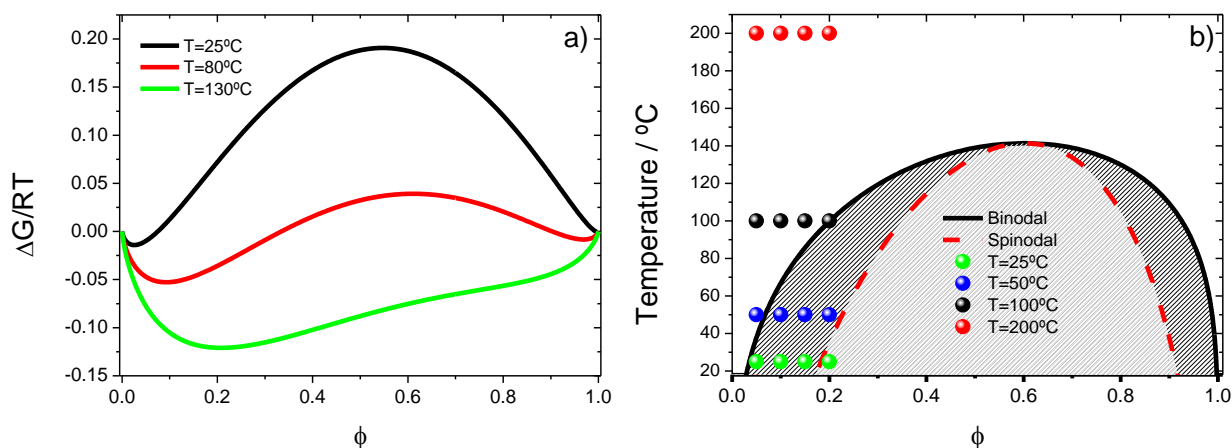 a)
T=25ºC
T=80ºC
T=130ºC
0.20
0.15
0.10
0.05
0.00
-0.05
-0.10
-0.15
ΔG/RT
0.0 0.2 0.4 0.6 0.8 1.0
ϕ
b)
200
180
160
140
120
100
80
60
40
20
Temperature / ºC
Binodal
Spinodal
T=25ºC
T=50ºC
T=100ºC
T=200ºC
0.0 0.2 0.4 0.6 0.8 1.0
ϕ